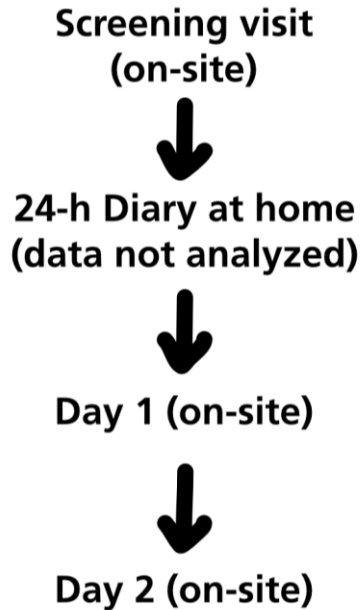 Screening visit
(on-site)
24-h Diary at home
(data not analyzed)
Day 1 (on-site)
Day 2 (on-site)